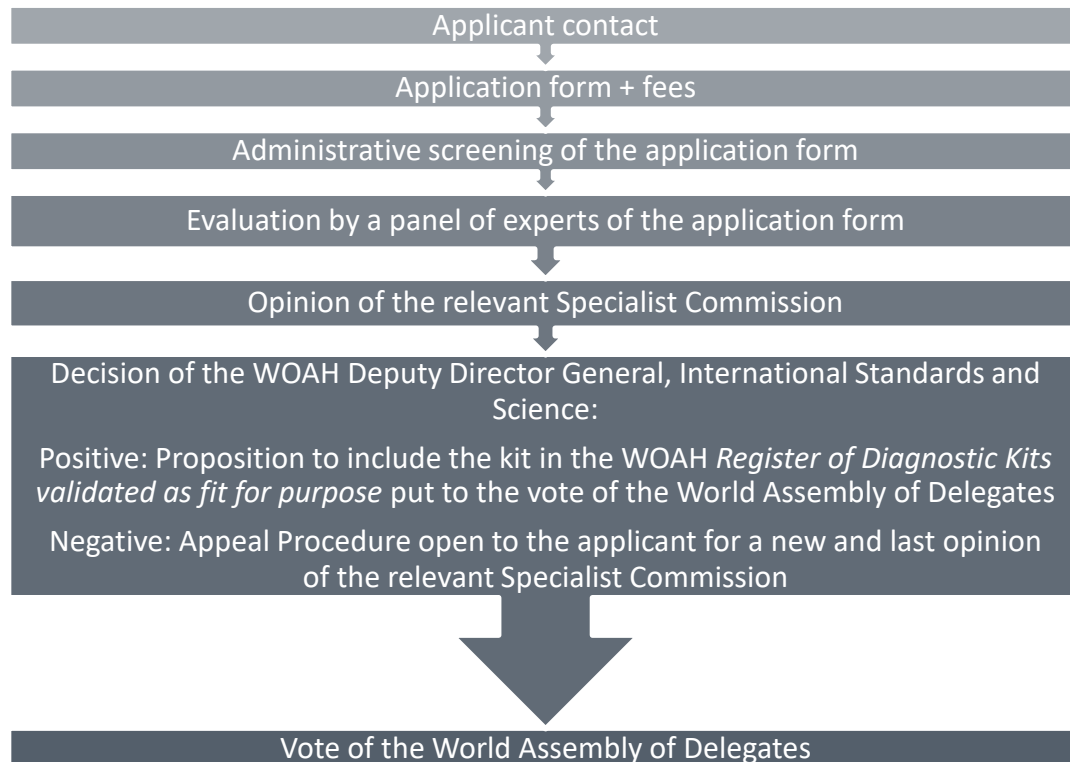 Applicant contact
Application form + fees
Administrative screening of the application form
Evaluation by a panel of experts of the application form
Opinion of the relevant Specialist Commission
Decision of the WOAH Deputy Director General, International Standards and
Science:
Positive: Proposition to include the kit in the WOAH Register of Diagnostic Kits
validated as fit for purpose put to the vote of the World Assembly of Delegates
Negative: Appeal Procedure open to the applicant for a new and last opinion
of the relevant Specialist Commission
Vote of the World Assembly of Delegates